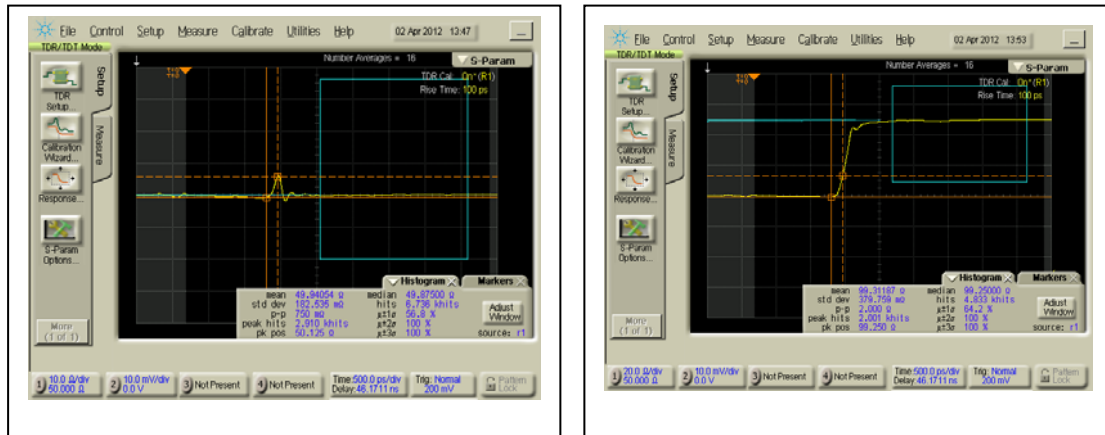 File Control Setup Measure Calibrate Utilities Help 02 Apr 2012 13:47
TDR/TDT Mode
Number Averages = 16
S-Param
TDR Cal: On*(R1)
Rise Time: 100 ps
Setup
Measure
TDR
Setup...
Calibration
Wizard...
Response...
S-Param
Options...
More
(1 of 1)
Histogram Markers
mean 49.94054 Ω median 49.87500 Ω
std dev 182.535 mΩ hits 6.736 khits
p-p 750 mΩ μ±1σ 56.8 %
peak hits 2.910 khits μ±2σ 100 %
pk pos 50.125 Ω μ±3σ 100 %
Adjust
Window
source: r1
1 10.0 Ω/div
50.000 Ω
2 10.0 mV/div
0.0 V
3 Not Present
4 Not Present
Time:500.0 ps/div
Delay:46.1711 ns
Trig: Normal
200 mV
Pattern
Lock
File Control Setup Measure Calibrate Utilities Help 02 Apr 2012 13:53
TDR/TDT Mode
Number Averages = 16
S-Param
TDR Cal: On*(R1)
Rise Time: 100 ps
Setup
Measure
TDR
Setup...
Calibration
Wizard...
Response...
S-Param
Options...
More
(1 of 1)
Histogram Markers
mean 99.31187 Ω median 99.25000 Ω
std dev 379.759 mΩ hits 4.833 khits
p-p 2.000 Ω μ±1σ 64.2 %
peak hits 2.001 khits μ±2σ 100 %
pk pos 99.250 Ω μ±3σ 100 %
Adjust
Window
source: r1
1 20.0 Ω/div
50.000 Ω
2 10.0 mV/div
0.0 V
3 Not Present
4 Not Present
Time:500.0 ps/div
Delay:46.1711 ns
Trig: Normal
200 mV
Pattern
Lock